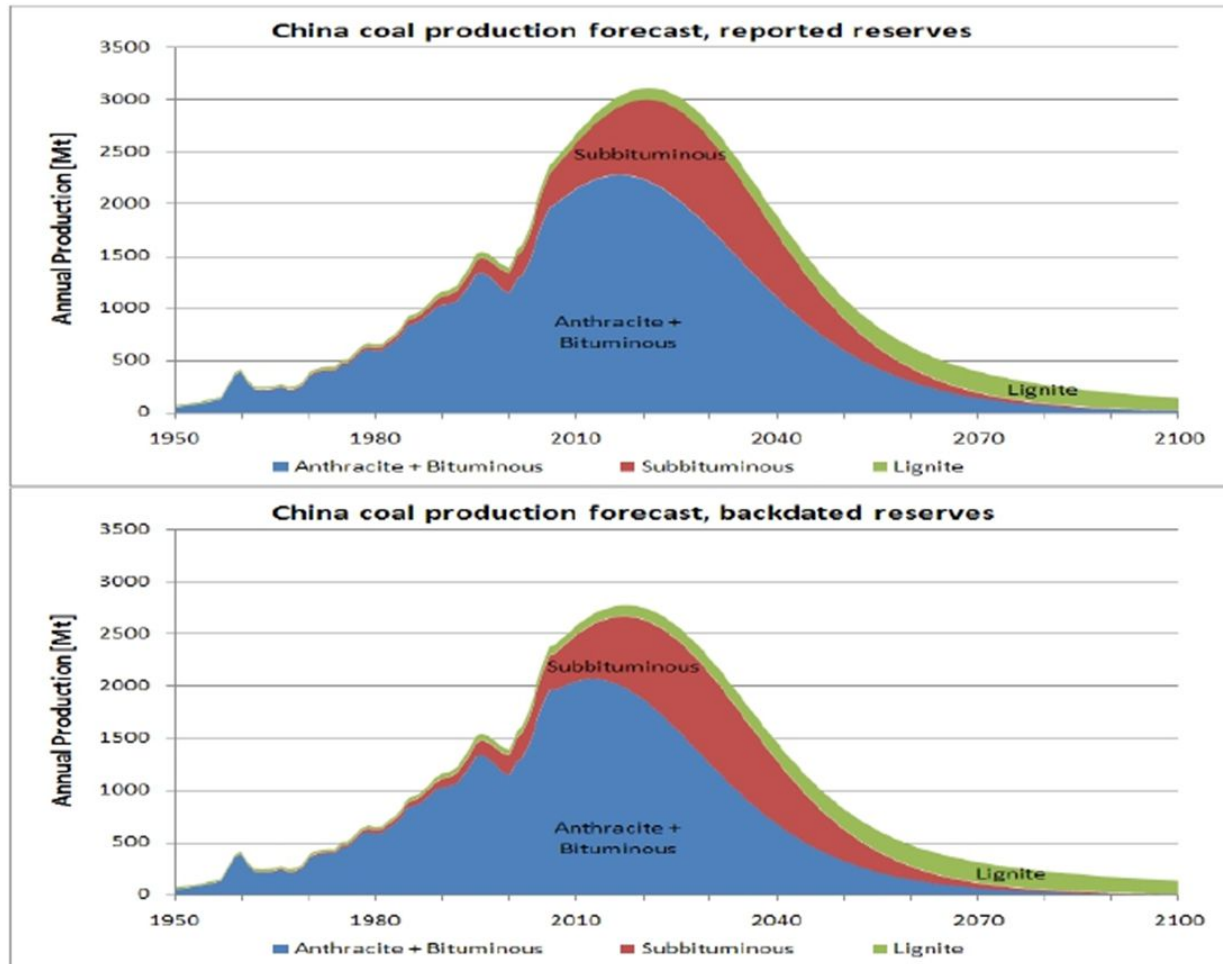 China coal production forecast, reported reserves
3500
3000
2500
2000
1500
1000
500
0
Annual Production [Mt]
Subbituminous
Anthracite +
Bituminous
Lignite
1950 1980 2010 2040 2070 2100
Anthracite + Bituminous Subbituminous Lignite
China coal production forecast, backdated reserves
3500
3000
2500
2000
1500
1000
500
0
Annual Production [Mt]
Subbituminous
Anthracite +
Bituminous
Lignite
1950 1980 2010 2040 2070 2100
Anthracite + Bituminous Subbituminous Lignite